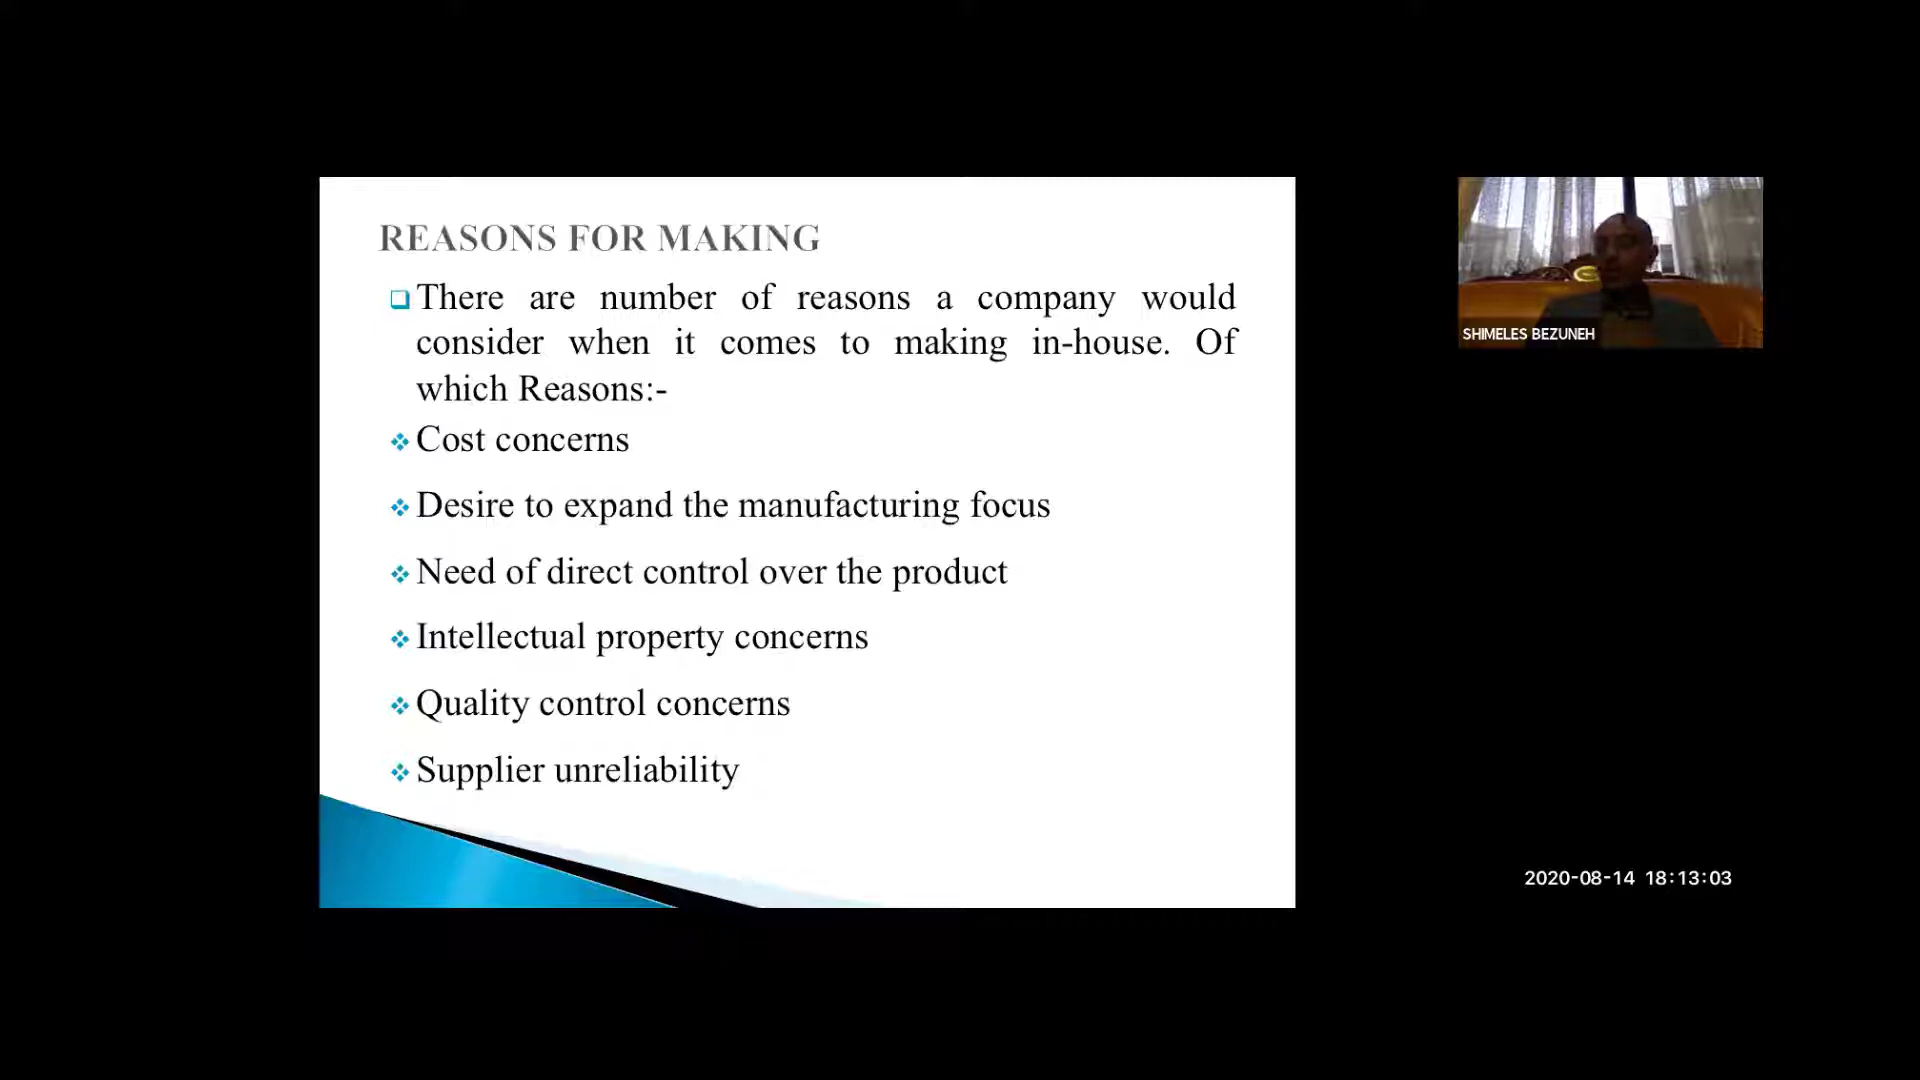 REASONS FOR MAKING
There are number of reasons a company would
consider when it comes to making in-house. Of
which Reasons:-
Cost concerns
Desire to expand the manufacturing focus
Need of direct control over the product
Intellectual property concerns
Quality control concerns
Supplier unreliability
SHIMELES BEZUNEH
2020-08-14 18:13:03